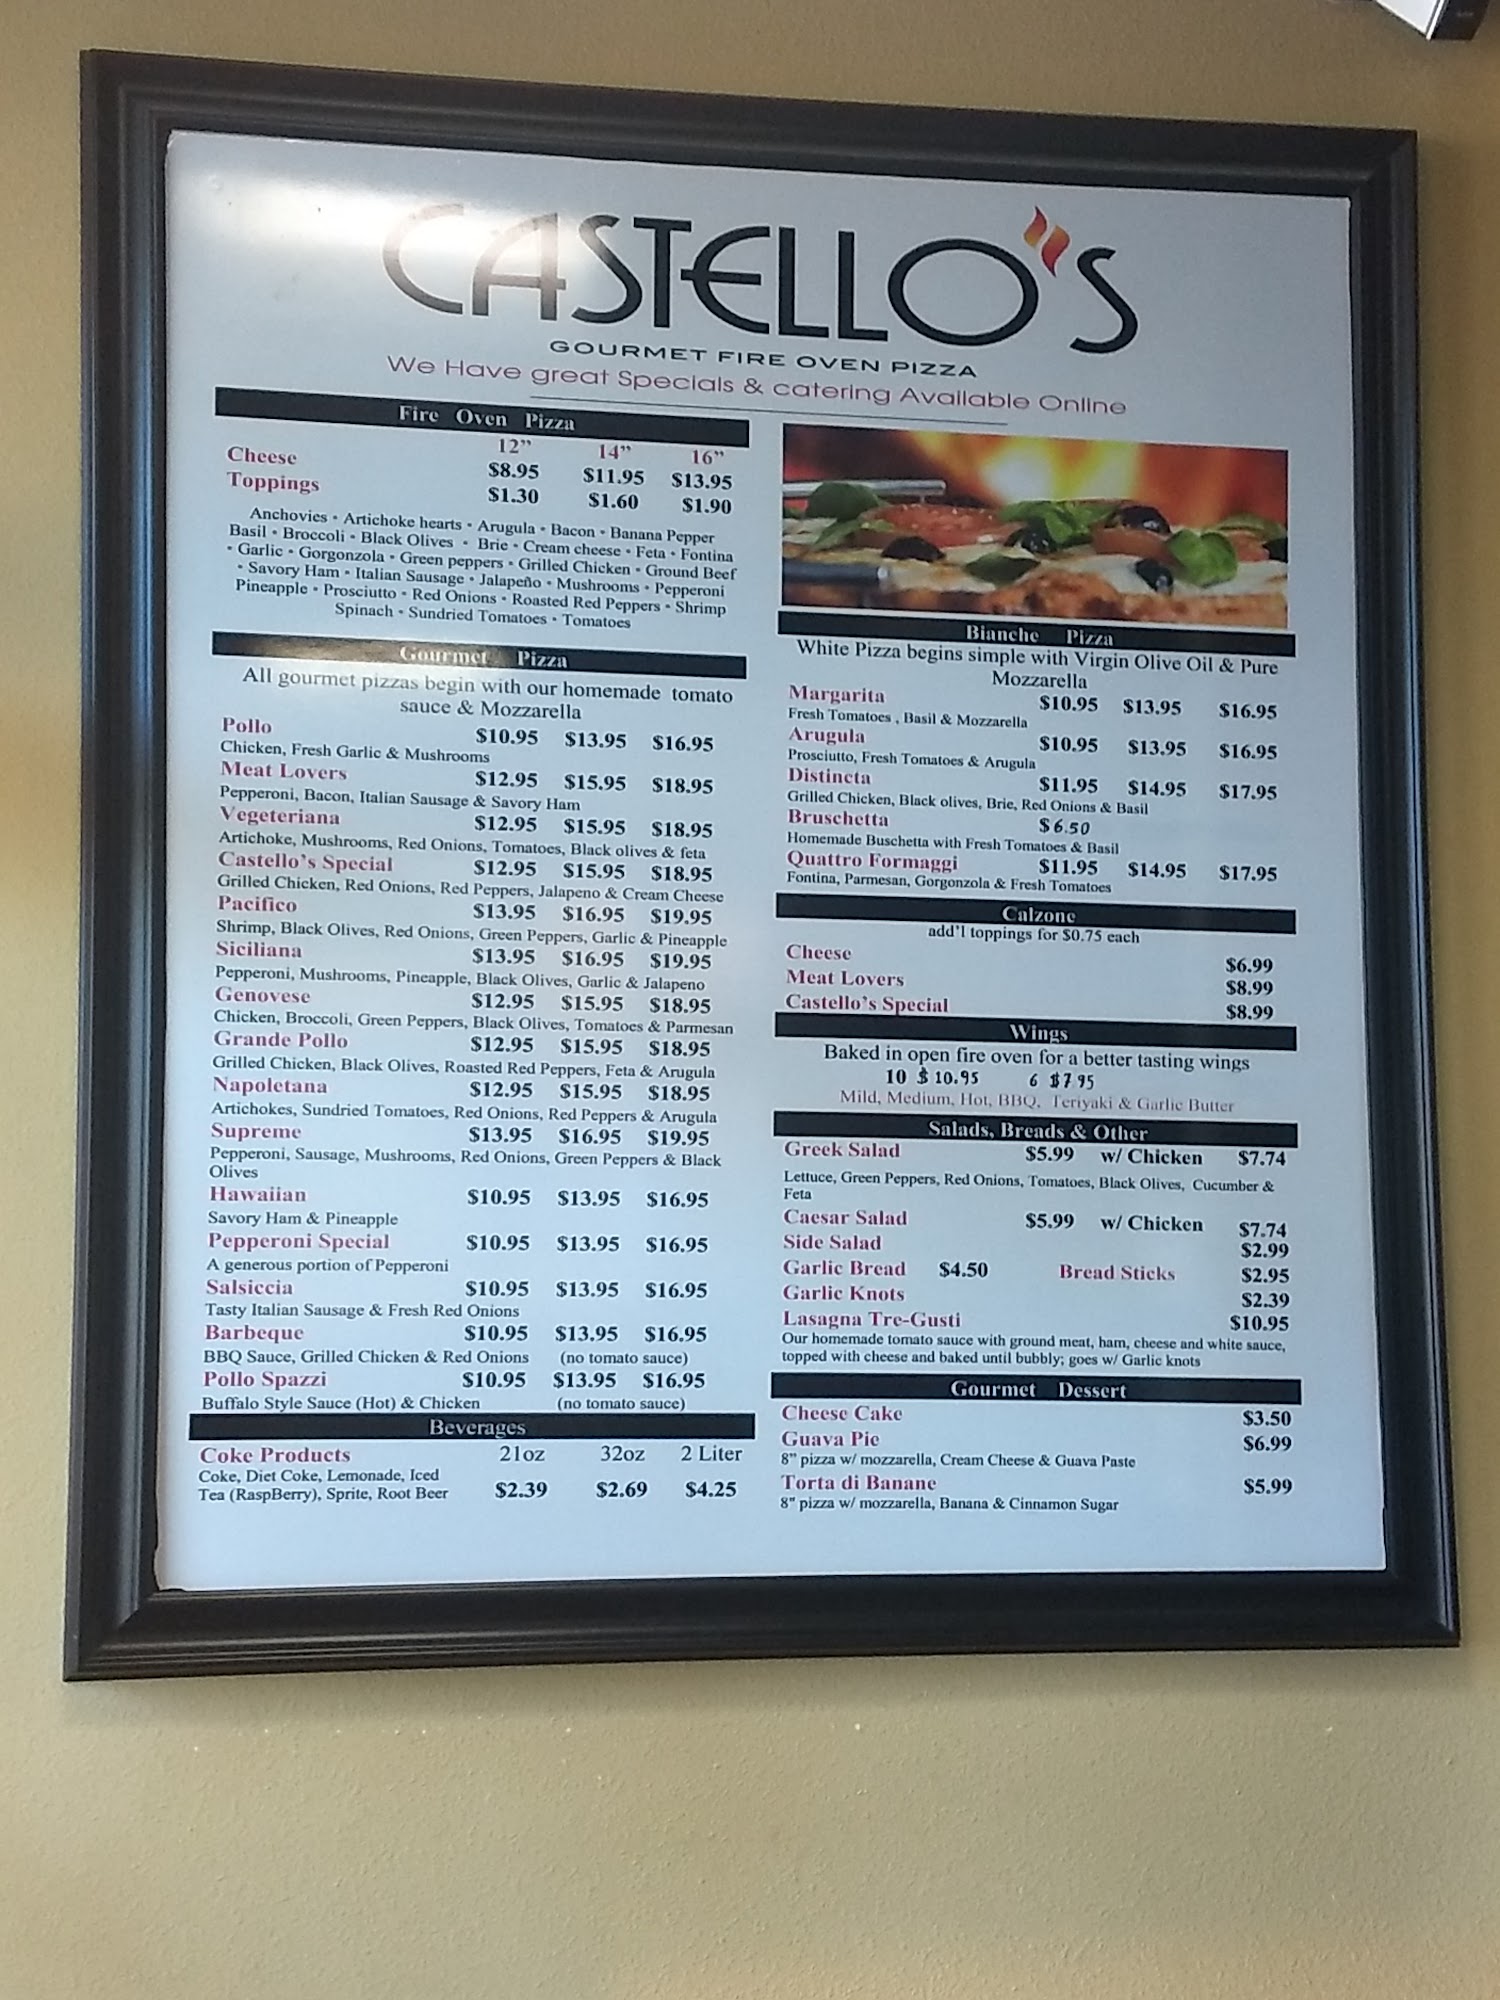 CASTELLO'S
GOURMET FIRE OVEN PIZZA
We Have great Specials & catering Available Online
Fire Oven Pizza
12” 14” 16”
Cheese $8.95 $11.95 $13.95
Toppings $1.30 $1.60 $1.90
Anchovies • Artichoke hearts • Arugula • Bacon • Banana Pepper
Basil • Broccoli • Black Olives • Brie • Cream cheese • Feta • Fontina
• Garlic • Gorgonzola • Green peppers • Grilled Chicken • Ground Beef
• Savory Ham • Italian Sausage • Jalapeño • Mushrooms • Pepperoni
Pineapple • Prosciutto • Red Onions • Roasted Red Peppers • Shrimp
Spinach • Sundried Tomatoes • Tomatoes
Gourmet Pizza
All gourmet pizzas begin with our homemade tomato
sauce & Mozzarella
Pollo $10.95 $13.95 $16.95
Chicken, Fresh Garlic & Mushrooms
Meat Lovers $12.95 $15.95 $18.95
Pepperoni, Bacon, Italian Sausage & Savory Ham
Vegeteriana $12.95 $15.95 $18.95
Artichoke, Mushrooms, Red Onions, Tomatoes, Black olives & feta
Castello's Special $12.95 $15.95 $18.95
Grilled Chicken, Red Onions, Red Peppers, Jalapeno & Cream Cheese
Pacifico $13.95 $16.95 $19.95
Shrimp, Black Olives, Red Onions, Green Peppers, Garlic & Pineapple
Siciliana $13.95 $16.95 $19.95
Pepperoni, Mushrooms, Pineapple, Black Olives, Garlic & Jalapeno
Genovese $12.95 $15.95 $18.95
Chicken, Broccoli, Green Peppers, Black Olives, Tomatoes & Parmesan
Grande Pollo $12.95 $15.95 $18.95
Grilled Chicken, Black Olives, Roasted Red Peppers, Feta & Arugula
Napoletana $12.95 $15.95 $18.95
Artichokes, Sundried Tomatoes, Red Onions, Red Peppers & Arugula
Supreme $13.95 $16.95 $19.95
Pepperoni, Sausage, Mushrooms, Red Onions, Green Peppers & Black
Olives
Hawaiian $10.95 $13.95 $16.95
Savory Ham & Pineapple
Pepperoni Special $10.95 $13.95 $16.95
A generous portion of Pepperoni
Salsiccia $10.95 $13.95 $16.95
Tasty Italian Sausage & Fresh Red Onions
Barbeque $10.95 $13.95 $16.95
BBQ Sauce, Grilled Chicken & Red Onions (no tomato sauce)
Pollo Spazzi $10.95 $13.95 $16.95
Buffalo Style Sauce (Hot) & Chicken (no tomato sauce)
Beverages
Coke Products 21oz 32oz 2 Liter
Coke, Diet Coke, Lemonade, Iced
Tea (RaspBerry), Sprite, Root Beer $2.39 $2.69 $4.25
Bianche Pizza
White Pizza begins simple with Virgin Olive Oil & Pure
Mozzarella
Margarita $10.95 $13.95 $16.95
Fresh Tomatoes , Basil & Mozzarella
Arugula $10.95 $13.95 $16.95
Prosciutto, Fresh Tomatoes & Arugula
Distincta $11.95 $14.95 $17.95
Grilled Chicken, Black olives, Brie, Red Onions & Basil
Bruschetta $6.50
Homemade Buschetta with Fresh Tomatoes & Basil
Quattro Formaggi $11.95 $14.95 $17.95
Fontina, Parmesan, Gorgonzola & Fresh Tomatoes
Calzone
add'l toppings for $0.75 each
Cheese $6.99
Meat Lovers $8.99
Castello's Special $8.99
Wings
Baked in open fire oven for a better tasting wings
10 $10.95 6 $7.95
Mild, Medium, Hot, BBQ, Teriyaki & Garlic Butter
Salads, Breads & Other
Greek Salad $5.99 w/ Chicken $7.74
Lettuce, Green Peppers, Red Onions, Tomatoes, Black Olives, Cucumber &
Feta
Caesar Salad $5.99 w/ Chicken $7.74
Side Salad $2.99
Garlic Bread $4.50 Bread Sticks $2.95
Garlic Knots $2.39
Lasagna Tre-Gusti $10.95
Our homemade tomato sauce with ground meat, ham, cheese and white sauce,
topped with cheese and baked until bubbly; goes w/ Garlic knots
Gourmet Dessert
Cheese Cake $3.50
Guava Pie $6.99
8" pizza w/ mozzarella, Cream Cheese & Guava Paste
Torta di Banane $5.99
8" pizza w/ mozzarella, Banana & Cinnamon Sugar